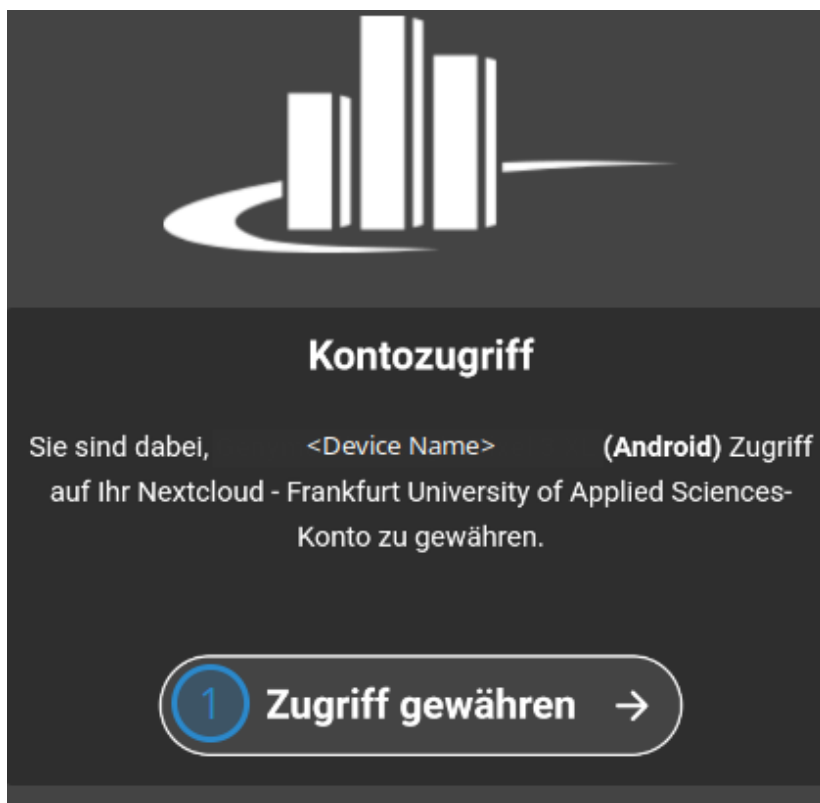 Kontozugriff
Sie sind dabei, <Device Name> (Android) Zugriff
auf Ihr Nextcloud - Frankfurt University of Applied Sciences-
Konto zu gewähren.
1 Zugriff gewähren →